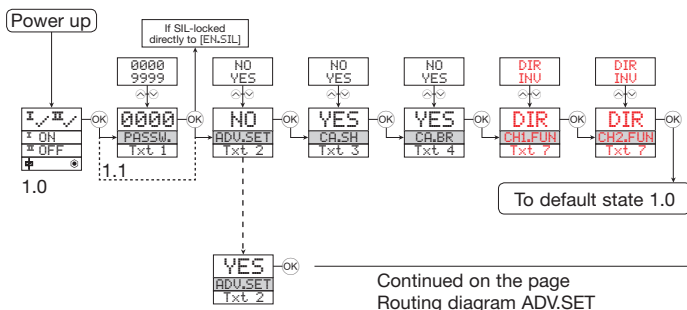 Power up
If SIL-locked
directly to [EN.SIL]
0000
9999
NO
YES
NO
YES
NO
YES
DIR
INV
DIR
INV
I / II /
I ON
II OFF
1.0
OK
0000
PASSW.
Txt 1
1.1
OK
NO
ADV.SET
Txt 2
OK
YES
CA.SH
Txt 3
OK
YES
CA.BR
Txt 4
OK
DIR
CH1.FUN
Txt 7
OK
DIR
CH2.FUN
Txt 7
OK
To default state 1.0
YES
ADV.SET
Txt 2
OK
Continued on the page
Routing diagram ADV.SET